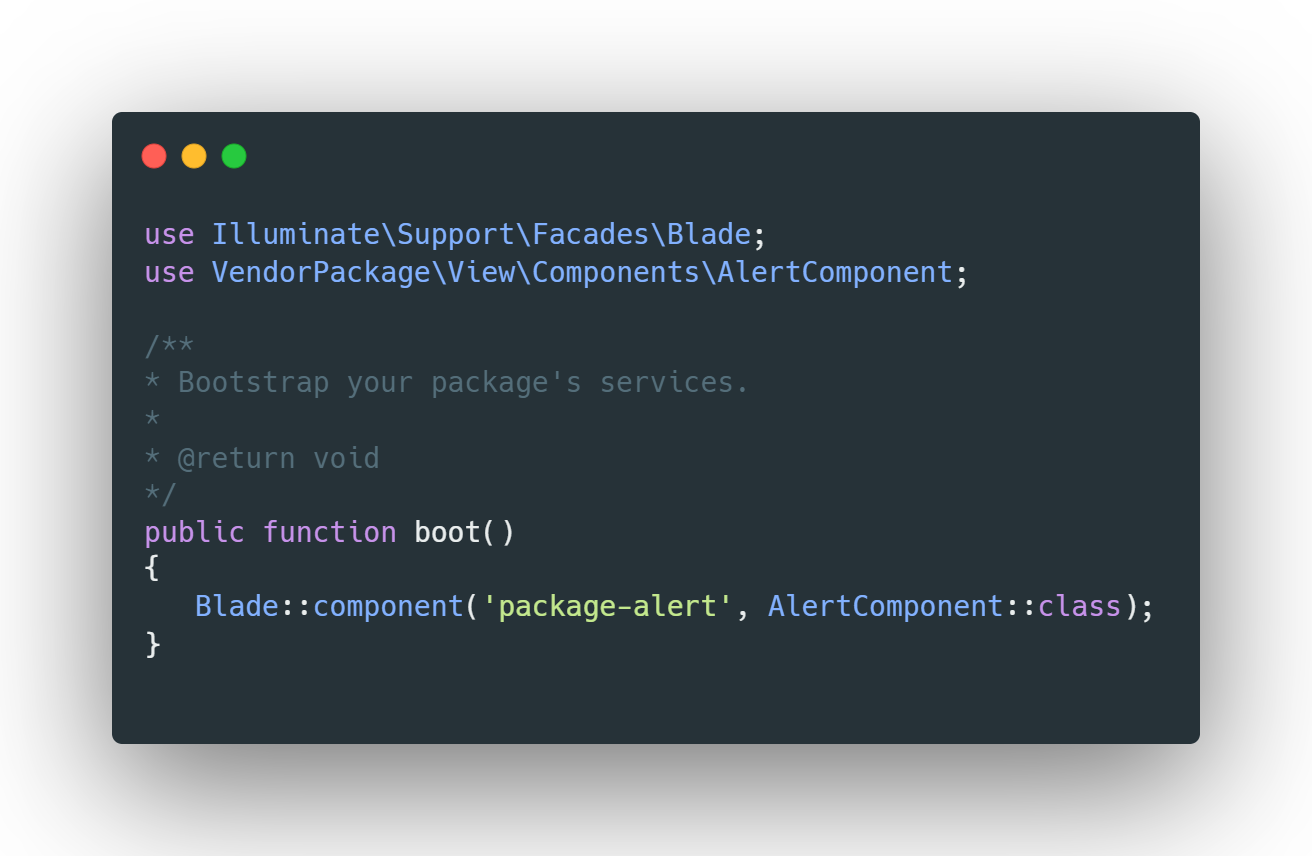 use Illuminate\Support\Facades\Blade;
use VendorPackage\View\Components\AlertComponent;
/**
* Bootstrap your package's services.
*
* @return void
*/
public function boot()
{
   Blade::component('package-alert', AlertComponent::class);
}